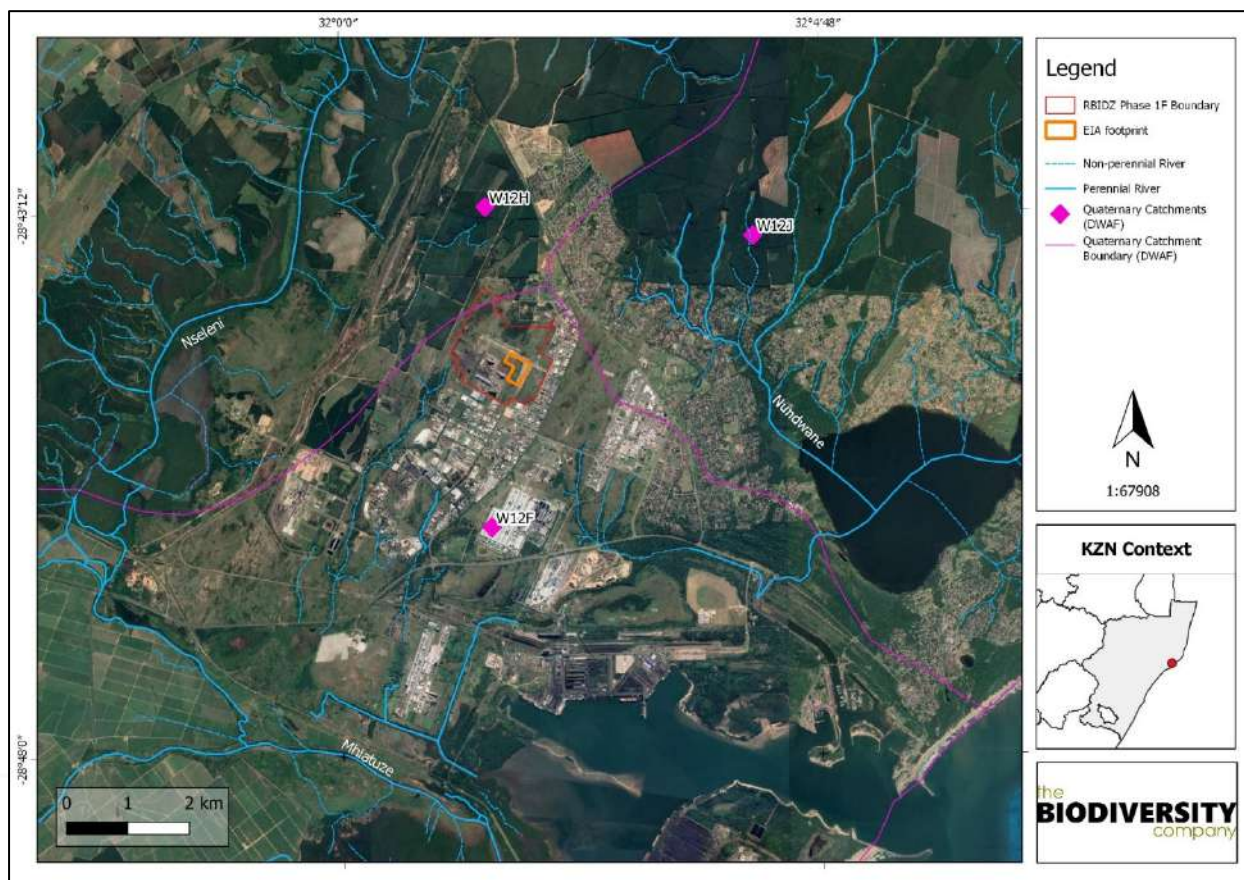 32°0'0"
32°4'48"
-28°43'12"
-28°48'0"
W12H
W12J
W12F
Nseleni
Nundwane
Mhlatuze
0 1 2 km
Legend
RBIDZ Phase 1F Boundary
EIA footprint
Non-perennial River
Perennial River
Quaternary Catchments
(DWAF)
Quaternary Catchment
Boundary (DWAF)
N
1:67908
KZN Context
the
BIODIVERSITY
company